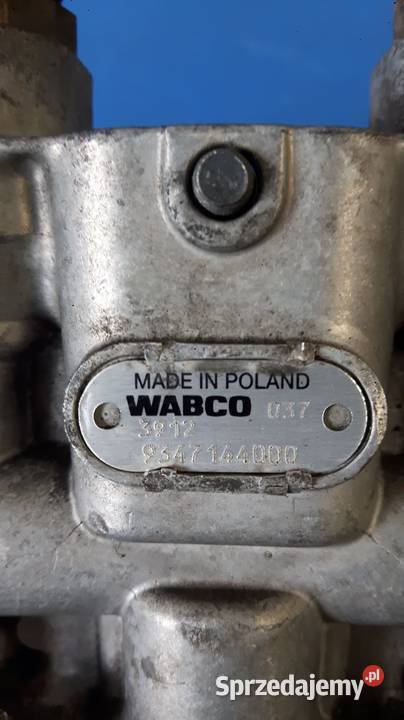 MADE IN POLAND
WABCO 037
3912
9347144000
Sprzedajemy.pl